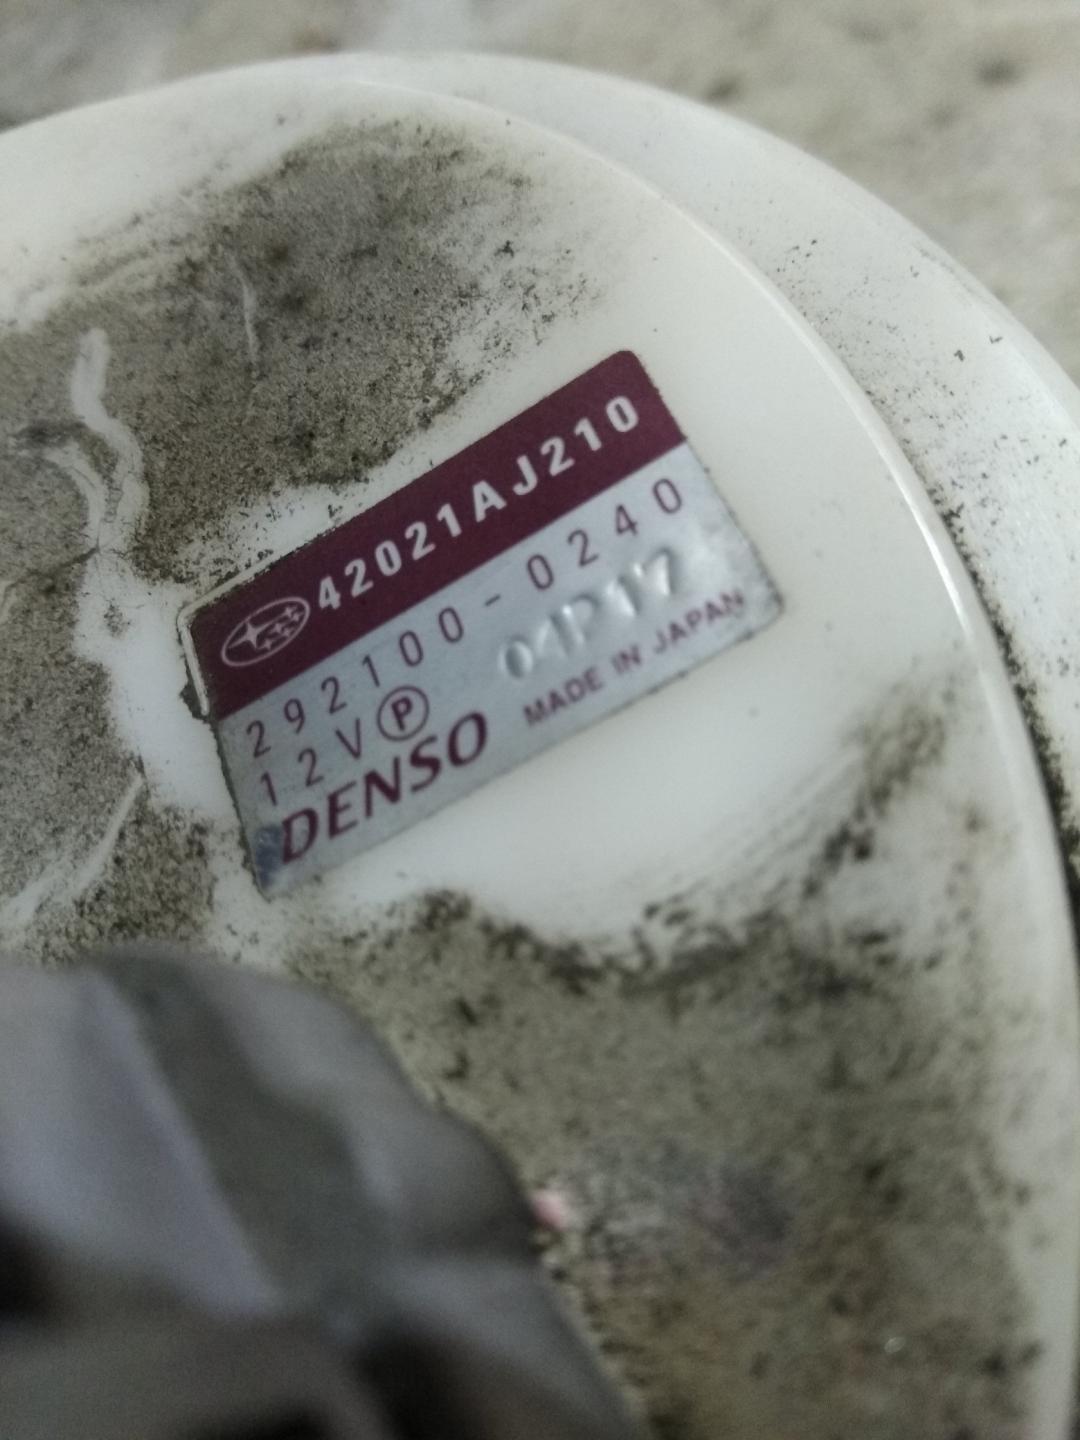 42021AJ210
292100-0240
12V Ⓟ 04P17
DENSO MADE IN JAPAN